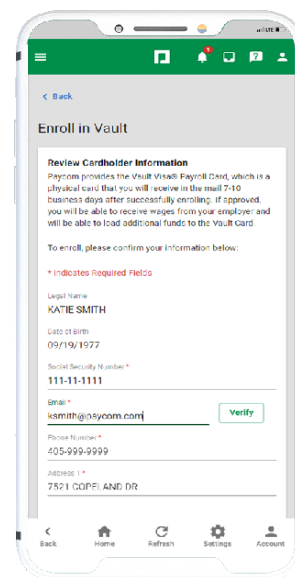 < Back
Enroll in Vault
Review Cardholder Information
Paycom provides the Vault Visa® Payroll Card, which is a
physical card that you will receive in the mail 7-10
business days after successfully enrolling. If approved,
you will be able to receive wages from your employer and
will be able to load additional funds to the Vault Card.
To enroll, please confirm your information below:
* Indicates Required Fields
Legal Name
KATIE SMITH
Date of Birth
09/19/1977
Social Security Number *
111-11-1111
Email *
ksmith@paycom.com
Verify
Phone Number *
405-999-9999
Address 1 *
7521 COPELAND DR
Back Home Refresh Settings Account